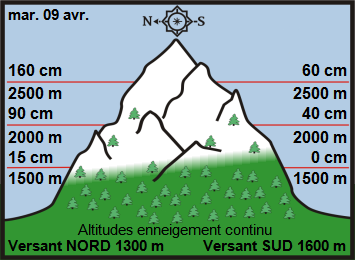 mar. 09 avr.
N S
160 cm 60 cm
2500 m 2500 m
90 cm 40 cm
2000 m 2000 m
15 cm 0 cm
1500 m 1500 m
Altitudes enneigement continu
Versant NORD 1300 m Versant SUD 1600 m